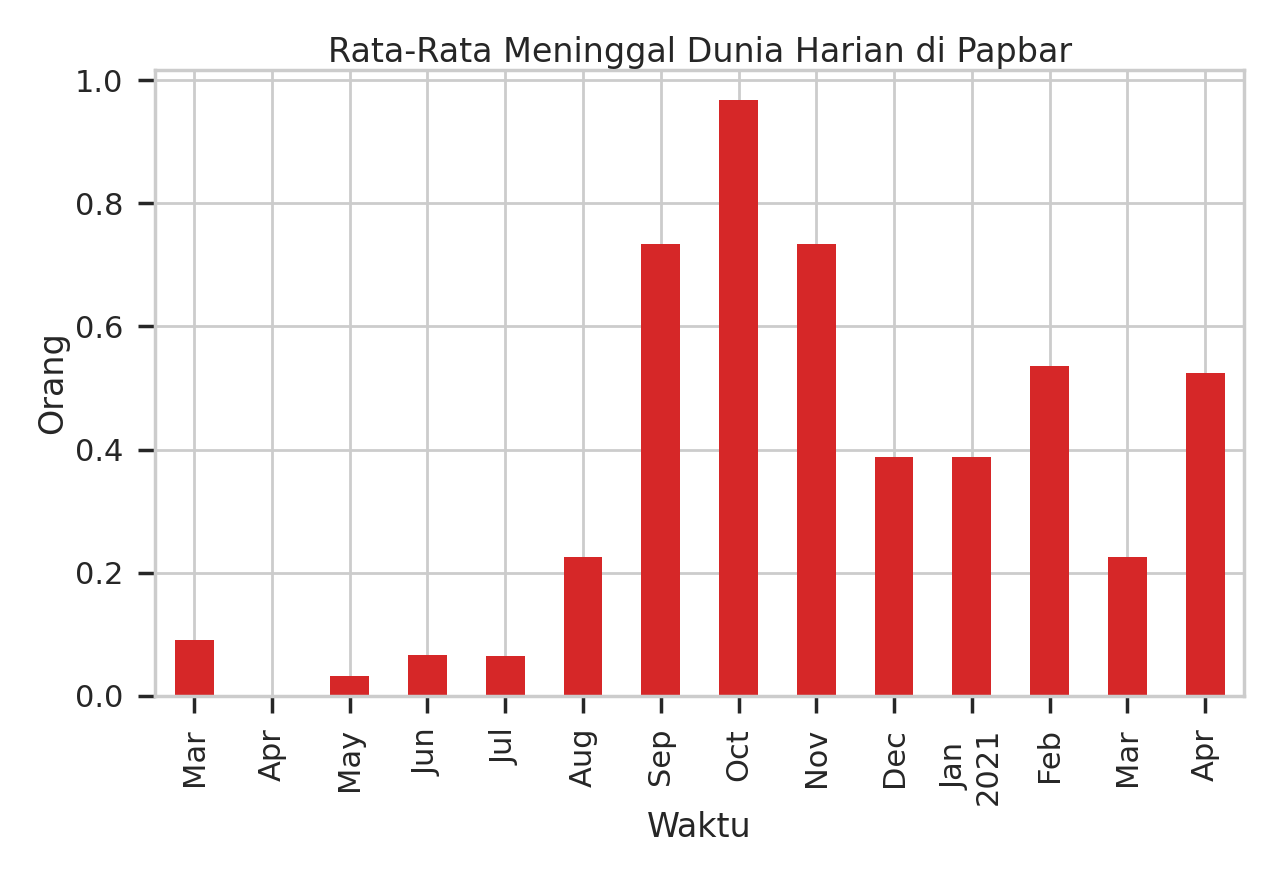 Rata-Rata Meninggal Dunia Harian di Papbar
1.0
0.8
0.6
0.4
0.2
0.0
Orang
Mar
Apr
May
Jun
Jul
Aug
Sep
Oct
Nov
Dec
Jan
2021
Feb
Mar
Apr
Waktu